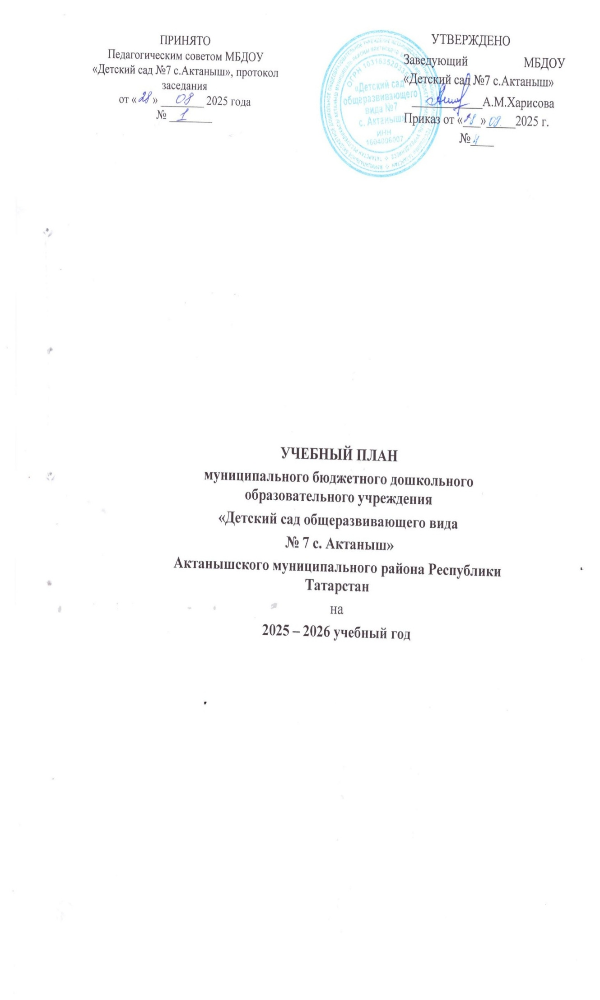 ПРИНЯТО
Педагогическим советом МБДОУ
«Детский сад №7 с.Актаныш», протокол
заседания
от «28» 08 2025 года
№ 1
УТВЕРЖДЕНО
Заведующий МБДОУ
«Детский сад №7 с.Актаныш»
А.М.Харисова
Приказ от «28» 08. 2025 г.
№
«Детский сад
общеразвивающего
вида №7
с. Актаныш»
ИНН
1604006007
УЧЕБНЫЙ ПЛАН
муниципального бюджетного дошкольного
образовательного учреждения
«Детский сад общеразвивающего вида
№ 7 с. Актаныш»
Актанышского муниципального района Республики
Татарстан
на
2025 – 2026 учебный год